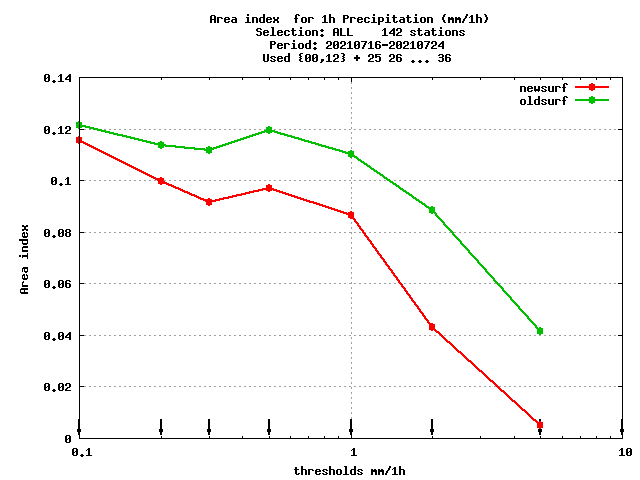 Area index  for 1h Precipitation (mm/1h)
Selection: ALL    142 stations
Period: 20210716-20210724
Used {00,12} + 25 26 ... 36
newsurf
oldsurf
0.14
0.12
0.1
0.08
0.06
0.04
0.02
0
Area index
0.1 1 10
thresholds mm/1h